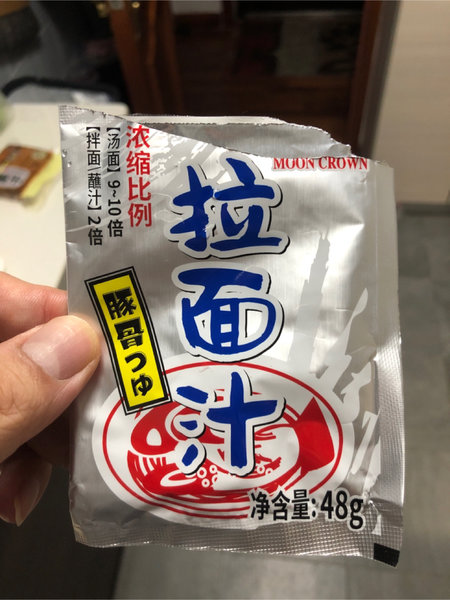 MOON CROWN
浓缩比例
【汤面】9~10倍
【拌面 蘸汁】2倍
拉面汁
豚骨つゆ
净含量:48g